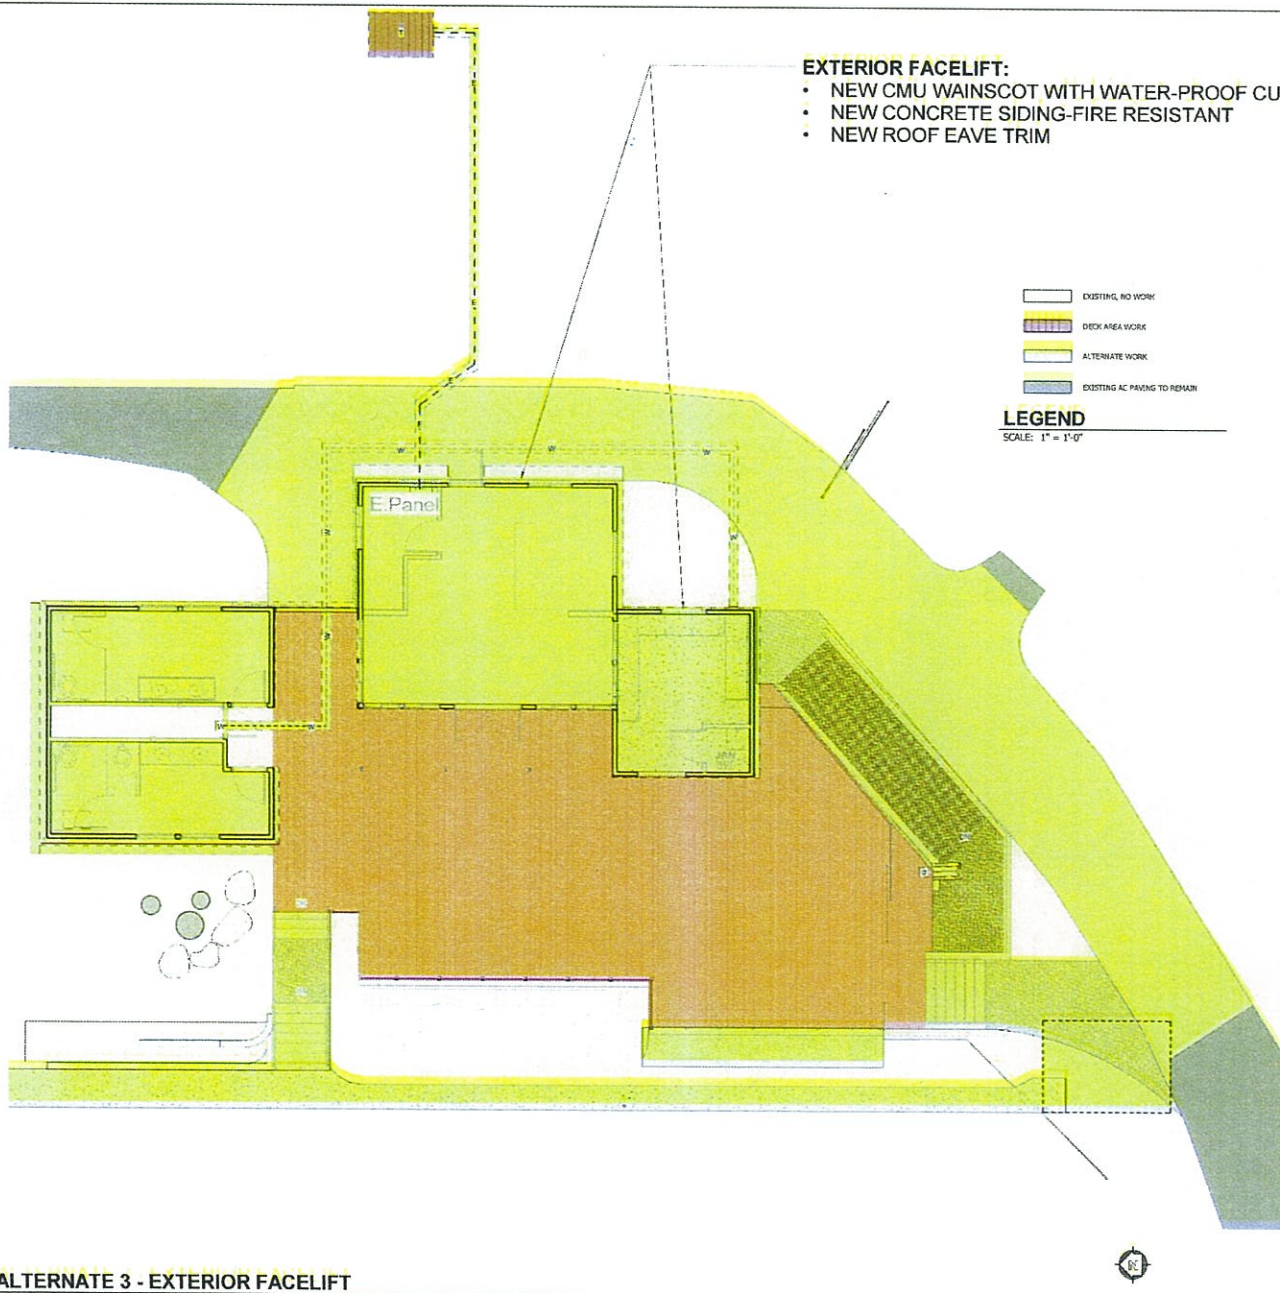 EXTERIOR FACELIFT:
• NEW CMU WAINSCOT WITH WATER-PROOF CU
• NEW CONCRETE SIDING-FIRE RESISTANT
• NEW ROOF EAVE TRIM
EXISTING, NO WORK
DECK AREA WORK
ALTERNATE WORK
EXISTING AC PAVING TO REMAIN
LEGEND
SCALE: 1" = 1'-0"
E
E
E
E
E
W W W
E.Panel
W W
W
W W
JAN
ALTERNATE 3 - EXTERIOR FACELIFT